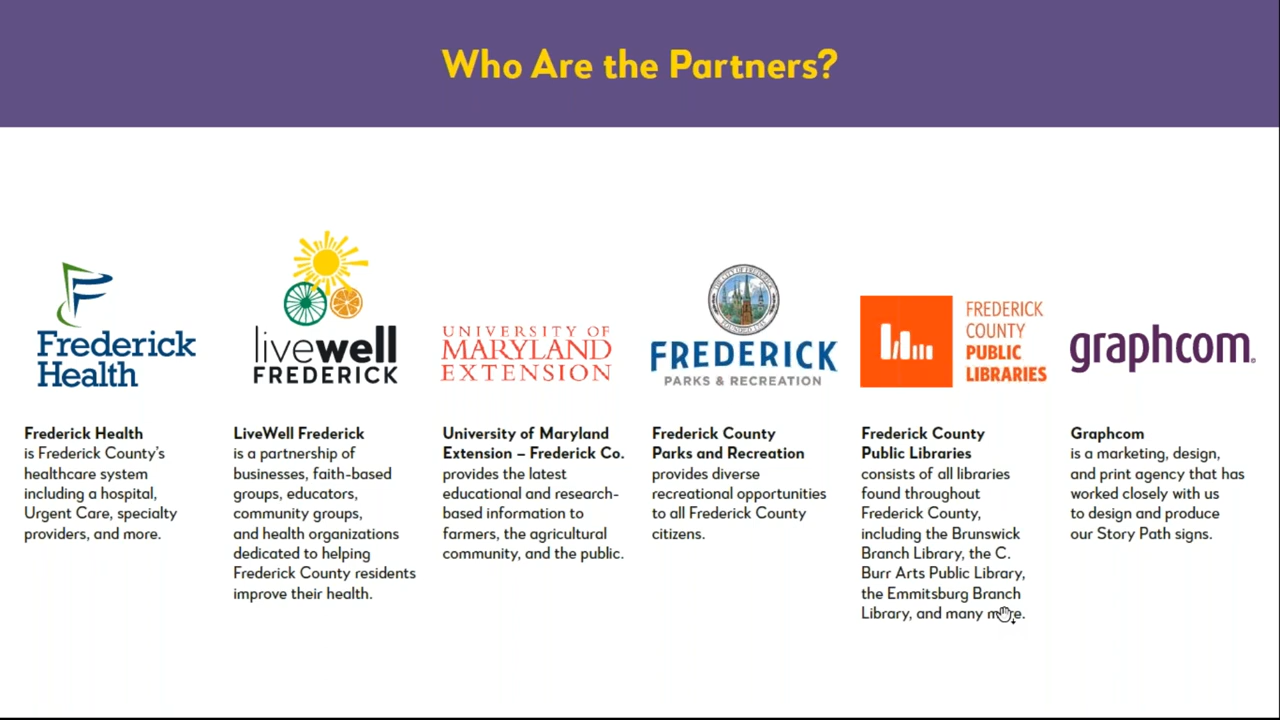 Who Are the Partners?
Frederick
Health
livewell
FREDERICK
UNIVERSITY OF
MARYLAND
EXTENSION
FREDERICK
PARKS & RECREATION
FREDERICK
COUNTY
PUBLIC
LIBRARIES
graphcom.
Frederick Health
is Frederick County's
healthcare system
including a hospital,
Urgent Care, specialty
providers, and more.
LiveWell Frederick
is a partnership of
businesses, faith-based
groups, educators,
community groups,
and health organizations
dedicated to helping
Frederick County residents
improve their health.
University of Maryland
Extension – Frederick Co.
provides the latest
educational and research-
based information to
farmers, the agricultural
community, and the public.
Frederick County
Parks and Recreation
provides diverse
recreational opportunities
to all Frederick County
citizens.
Frederick County
Public Libraries
consists of all libraries
found throughout
Frederick County,
including the Brunswick
Branch Library, the C.
Burr Arts Public Library,
the Emmitsburg Branch
Library, and many more.
Graphcom
is a marketing, design,
and print agency that has
worked closely with us
to design and produce
our Story Path signs.